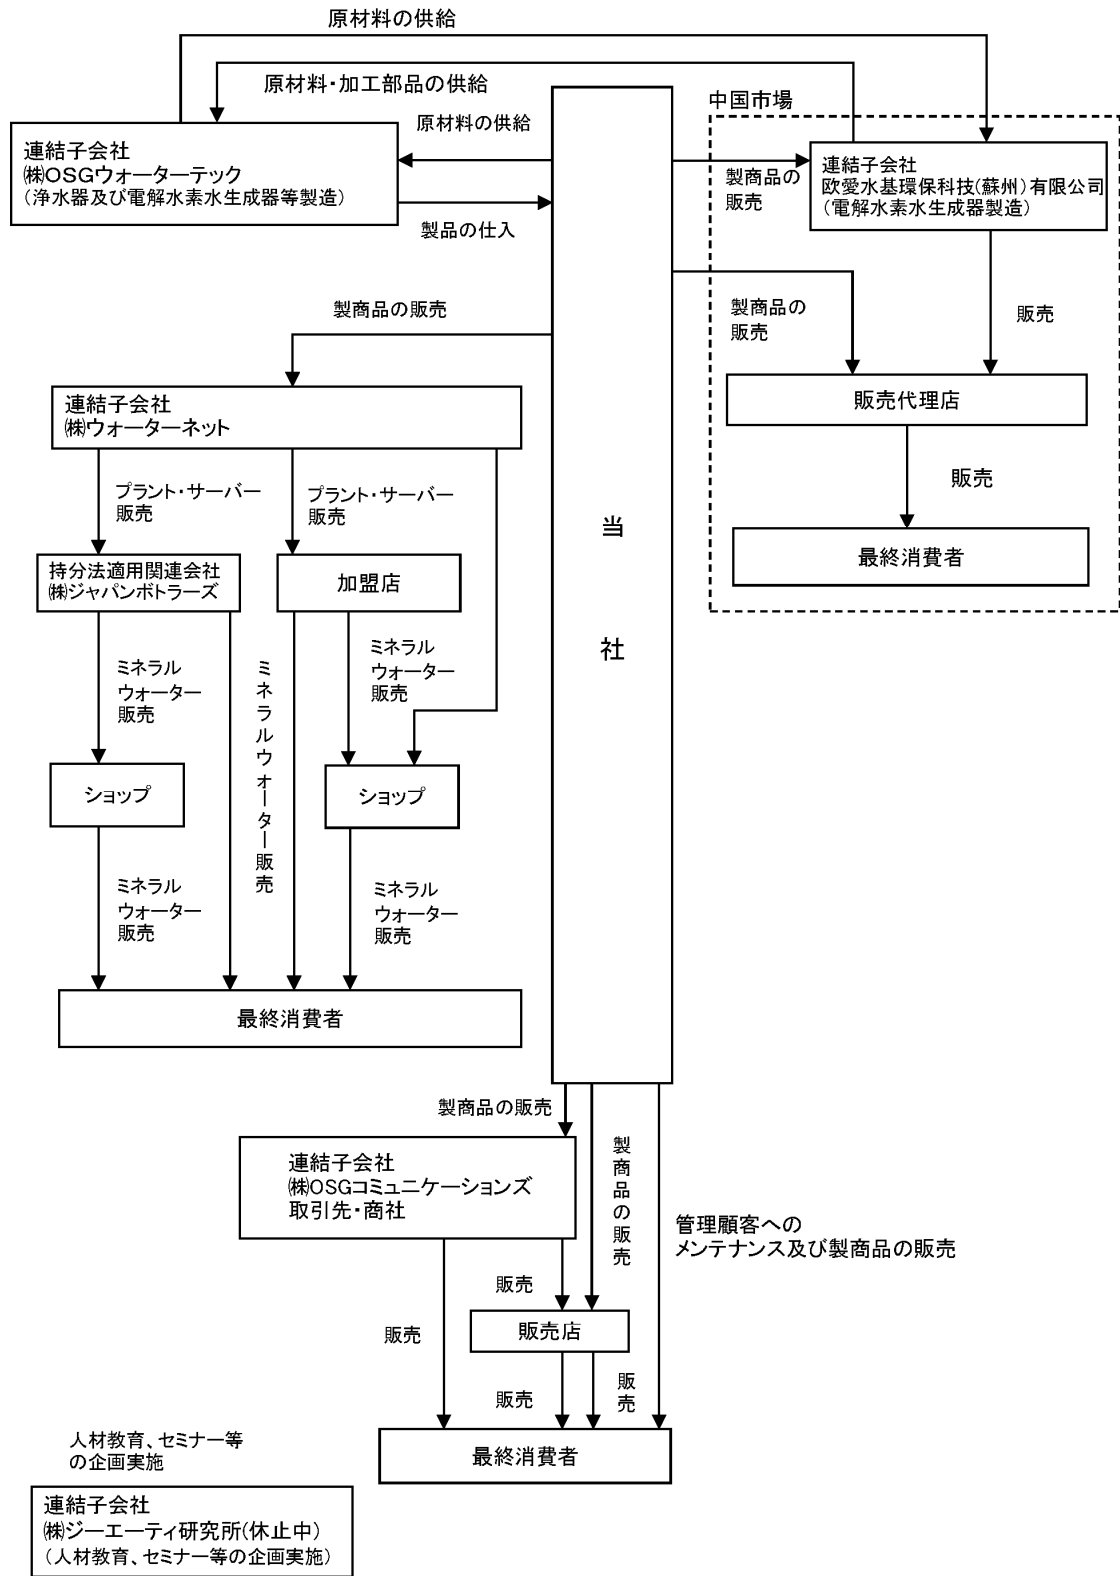 原材料の供給
原材料・加工部品の供給
原材料の供給
連結子会社
㈱OSGウォーターテック
(浄水器及び電解水素水生成器等製造)
製品の仕入
中国市場
製商品の
販売
連結子会社
欧愛水基環保科技(蘇州)有限公司
(電解水素水生成器製造)
製商品の
販売
販売
製商品の販売
販売代理店
販売
最終消費者
連結子会社
㈱ウォーターネット
プラント・サーバー
販売
プラント・サーバー
販売
当社
持分法適用関連会社
㈱ジャパンボトラーズ
加盟店
ミネラル
ウォーター
販売
ミネラルウォーター販売
ミネラル
ウォーター
販売
ショップ
ショップ
ミネラル
ウォーター
販売
ミネラル
ウォーター
販売
最終消費者
製商品の販売
連結子会社
㈱OSGコミュニケーションズ
取引先・商社
製商品の販売
管理顧客への
メンテナンス及び製商品の販売
販売
販売
販売店
販売
販売
最終消費者
人材教育、セミナー等
の企画実施
連結子会社
㈱ジーエーティ研究所(休止中)
(人材教育、セミナー等の企画実施)